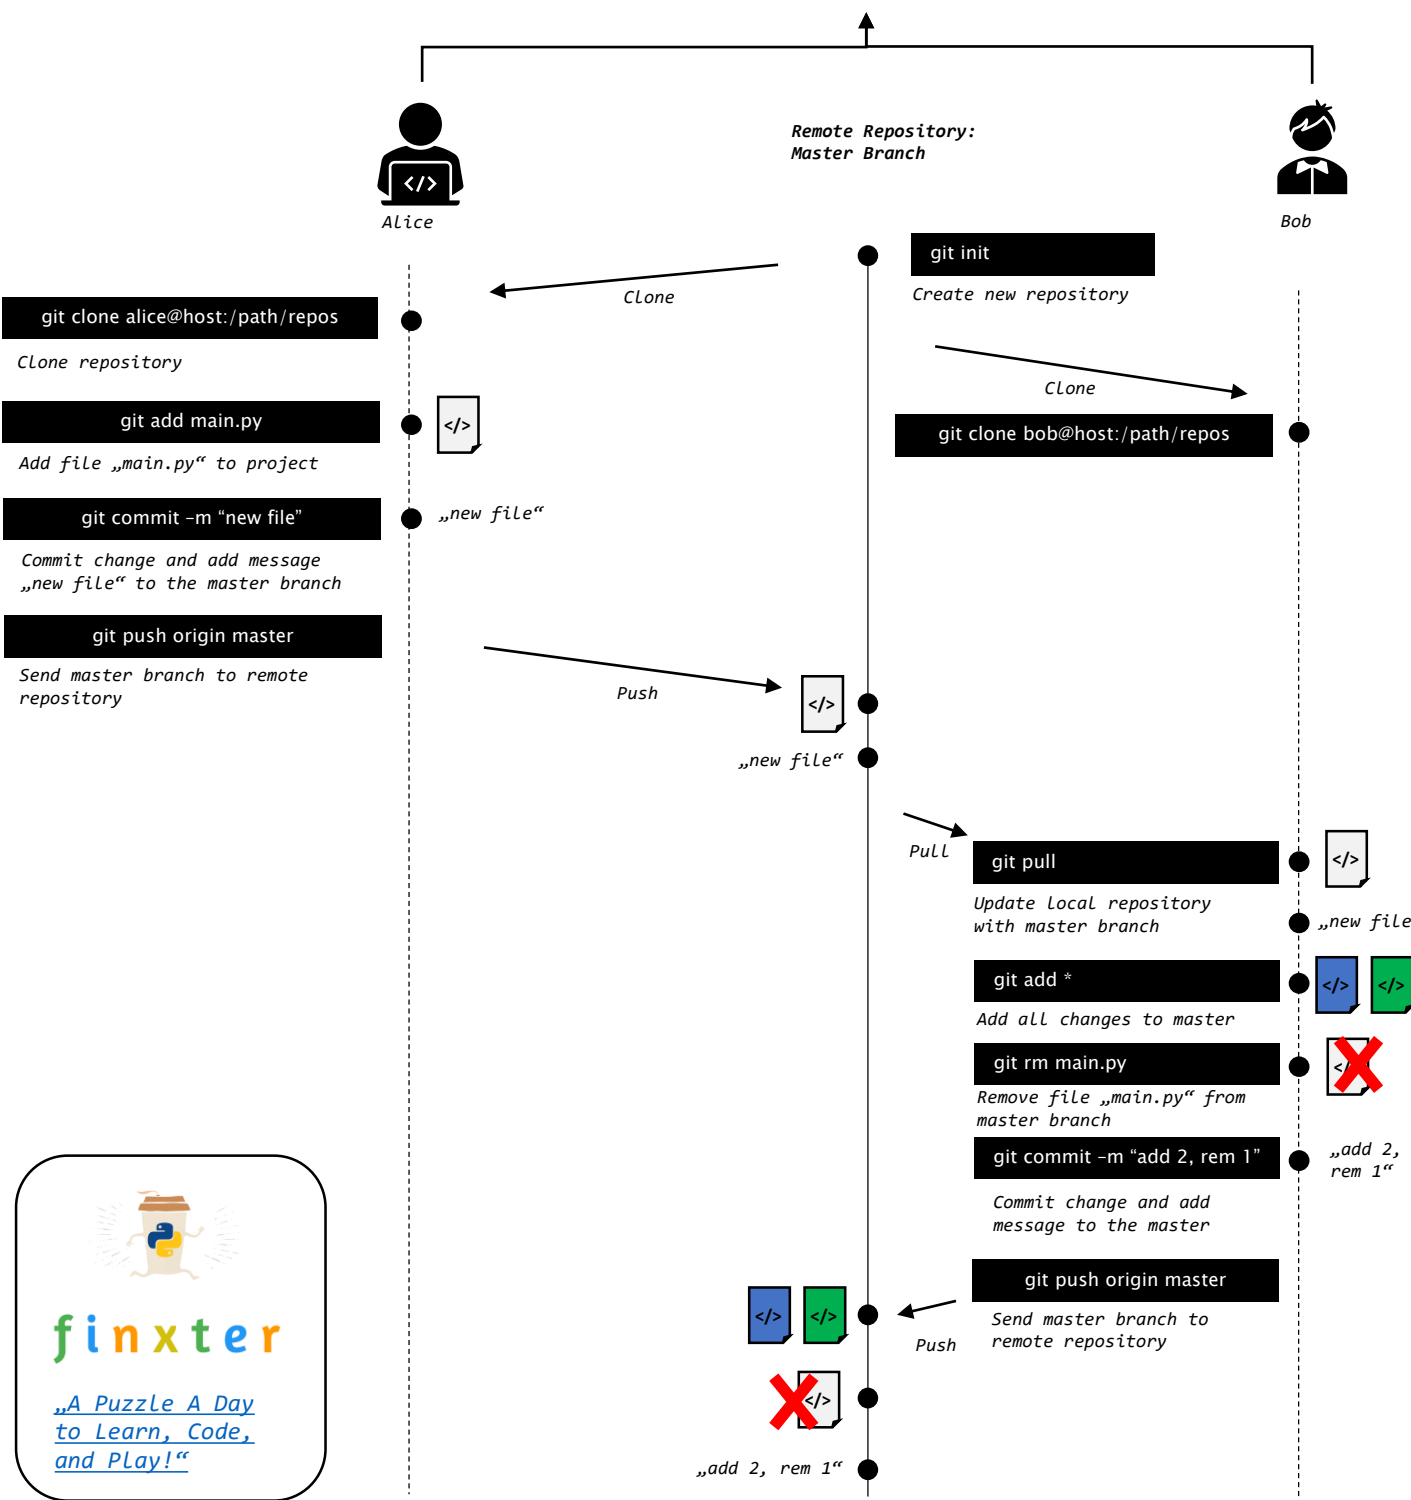 Remote Repository:
Master Branch
Alice
Bob
git init
Create new repository
Clone
git clone alice@host:/path/repos
Clone repository
Clone
git clone bob@host:/path/repos
git add main.py
</>
Add file „main.py“ to project
git commit –m “new file”
„new file“
Commit change and add message
„new file“ to the master branch
git push origin master
Send master branch to remote
repository
Push
</>
„new file“
Pull
git pull
</>
Update local repository
with master branch
„new file
git add *
</>
</>
Add all changes to master
git rm main.py
Remove file „main.py“ from
master branch
git commit –m “add 2, rem 1”
„add 2,
rem 1“
Commit change and add
message to the master
git push origin master
Send master branch to
remote repository
Push
</>
</>
</>
„add 2, rem 1“
finxter
„A Puzzle A Day
to Learn, Code,
and Play!“